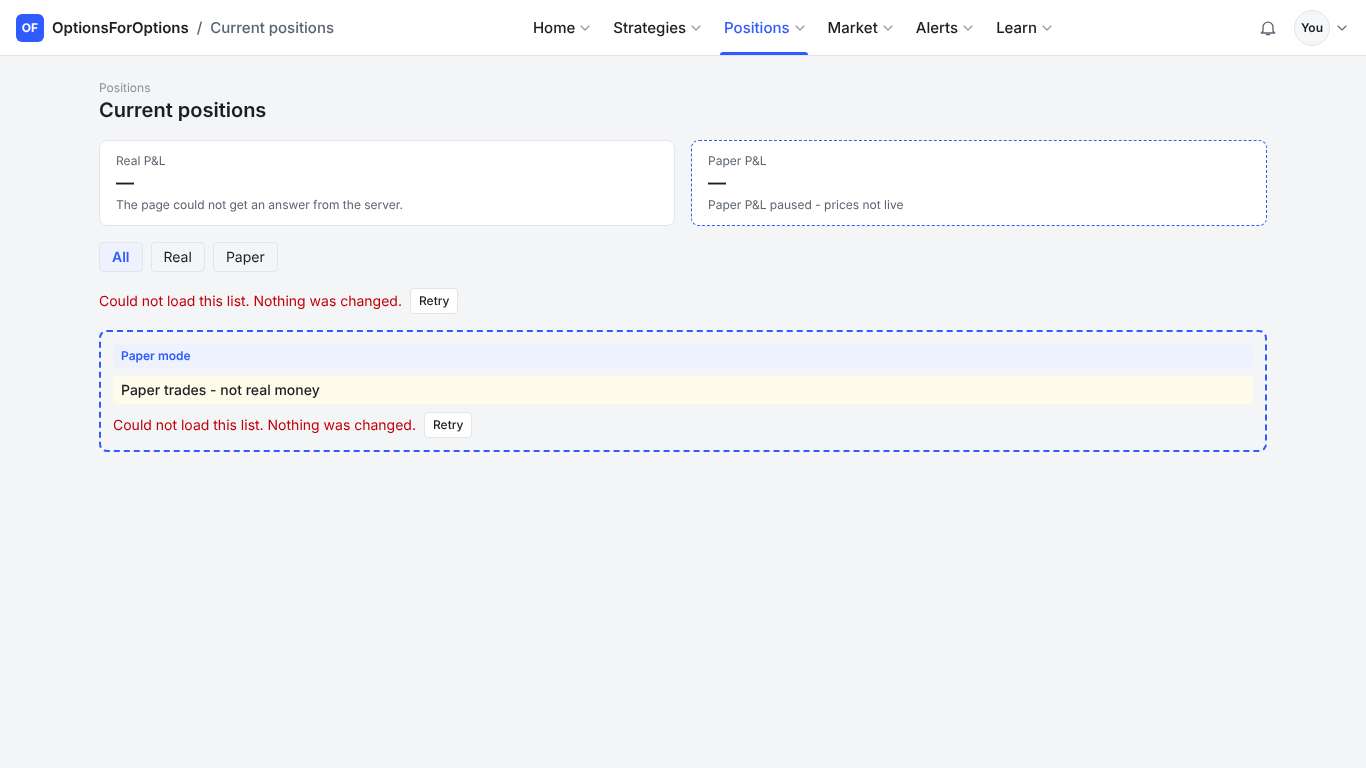 OF OptionsForOptions / Current positions Home Strategies Positions Market Alerts Learn You
Positions
Current positions
Real P&L
—
The page could not get an answer from the server.
Paper P&L
—
Paper P&L paused - prices not live
All Real Paper
Could not load this list. Nothing was changed. Retry
Paper mode
Paper trades - not real money
Could not load this list. Nothing was changed. Retry